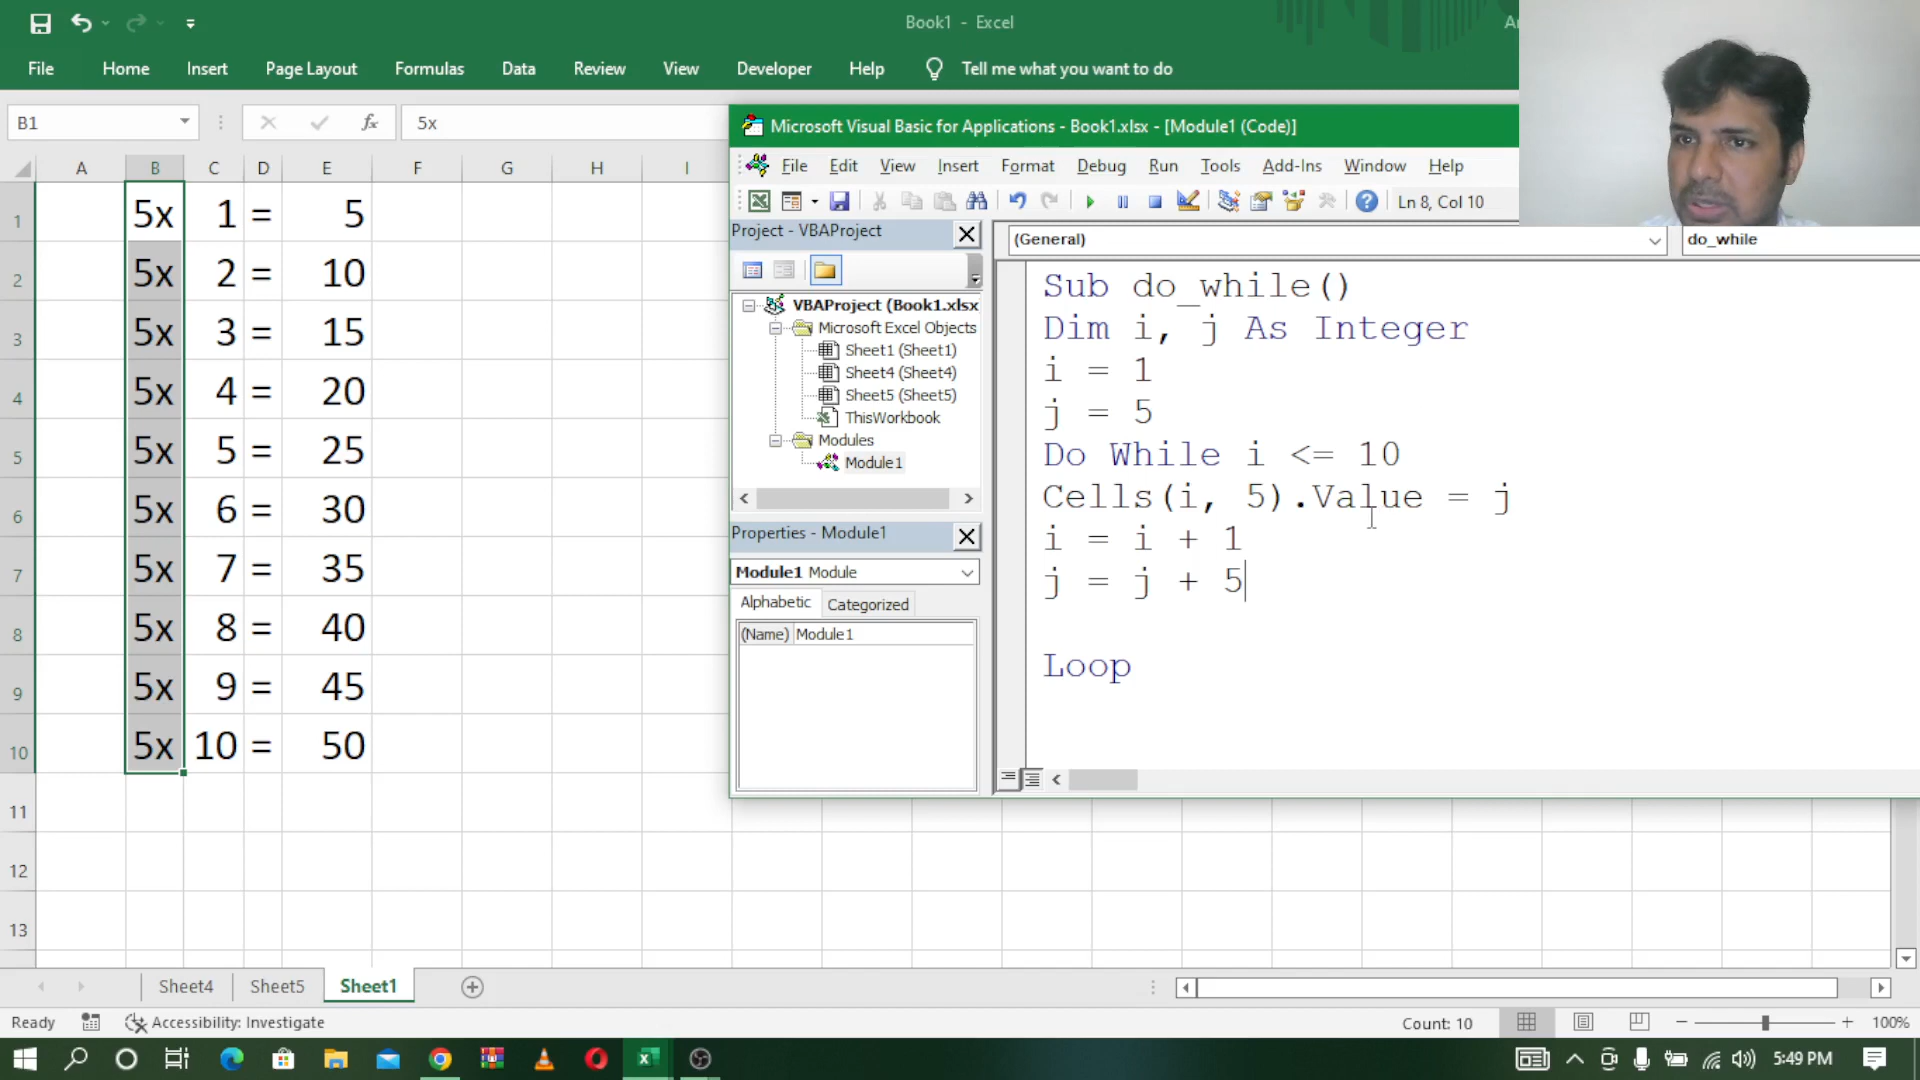 Book1 - Excel
File Home Insert Page Layout Formulas Data Review View Developer Help Tell me what you want to do
B1 fx 5x
A B C D E F G H I
1 5x 1 = 5
2 5x 2 = 10
3 5x 3 = 15
4 5x 4 = 20
5 5x 5 = 25
6 5x 6 = 30
7 5x 7 = 35
8 5x 8 = 40
9 5x 9 = 45
10 5x 10 = 50
11
12
13
Microsoft Visual Basic for Applications - Book1.xlsx - [Module1 (Code)]
File Edit View Insert Format Debug Run Tools Add-Ins Window Help
Ln 8, Col 10
Project - VBAProject
VBAProject (Book1.xlsx
Microsoft Excel Objects
Sheet1 (Sheet1)
Sheet4 (Sheet4)
Sheet5 (Sheet5)
ThisWorkbook
Modules
Module1
Properties - Module1
Module1 Module
Alphabetic Categorized
(Name) Module1
(General) do_while
Sub do_while()
Dim i, j As Integer
i = 1
j = 5
Do While i <= 10
Cells(i, 5).Value = j
i = i + 1
j = j + 5
Loop
Sheet4 Sheet5 Sheet1
Ready Accessibility: Investigate Count: 10 100%
5:49 PM